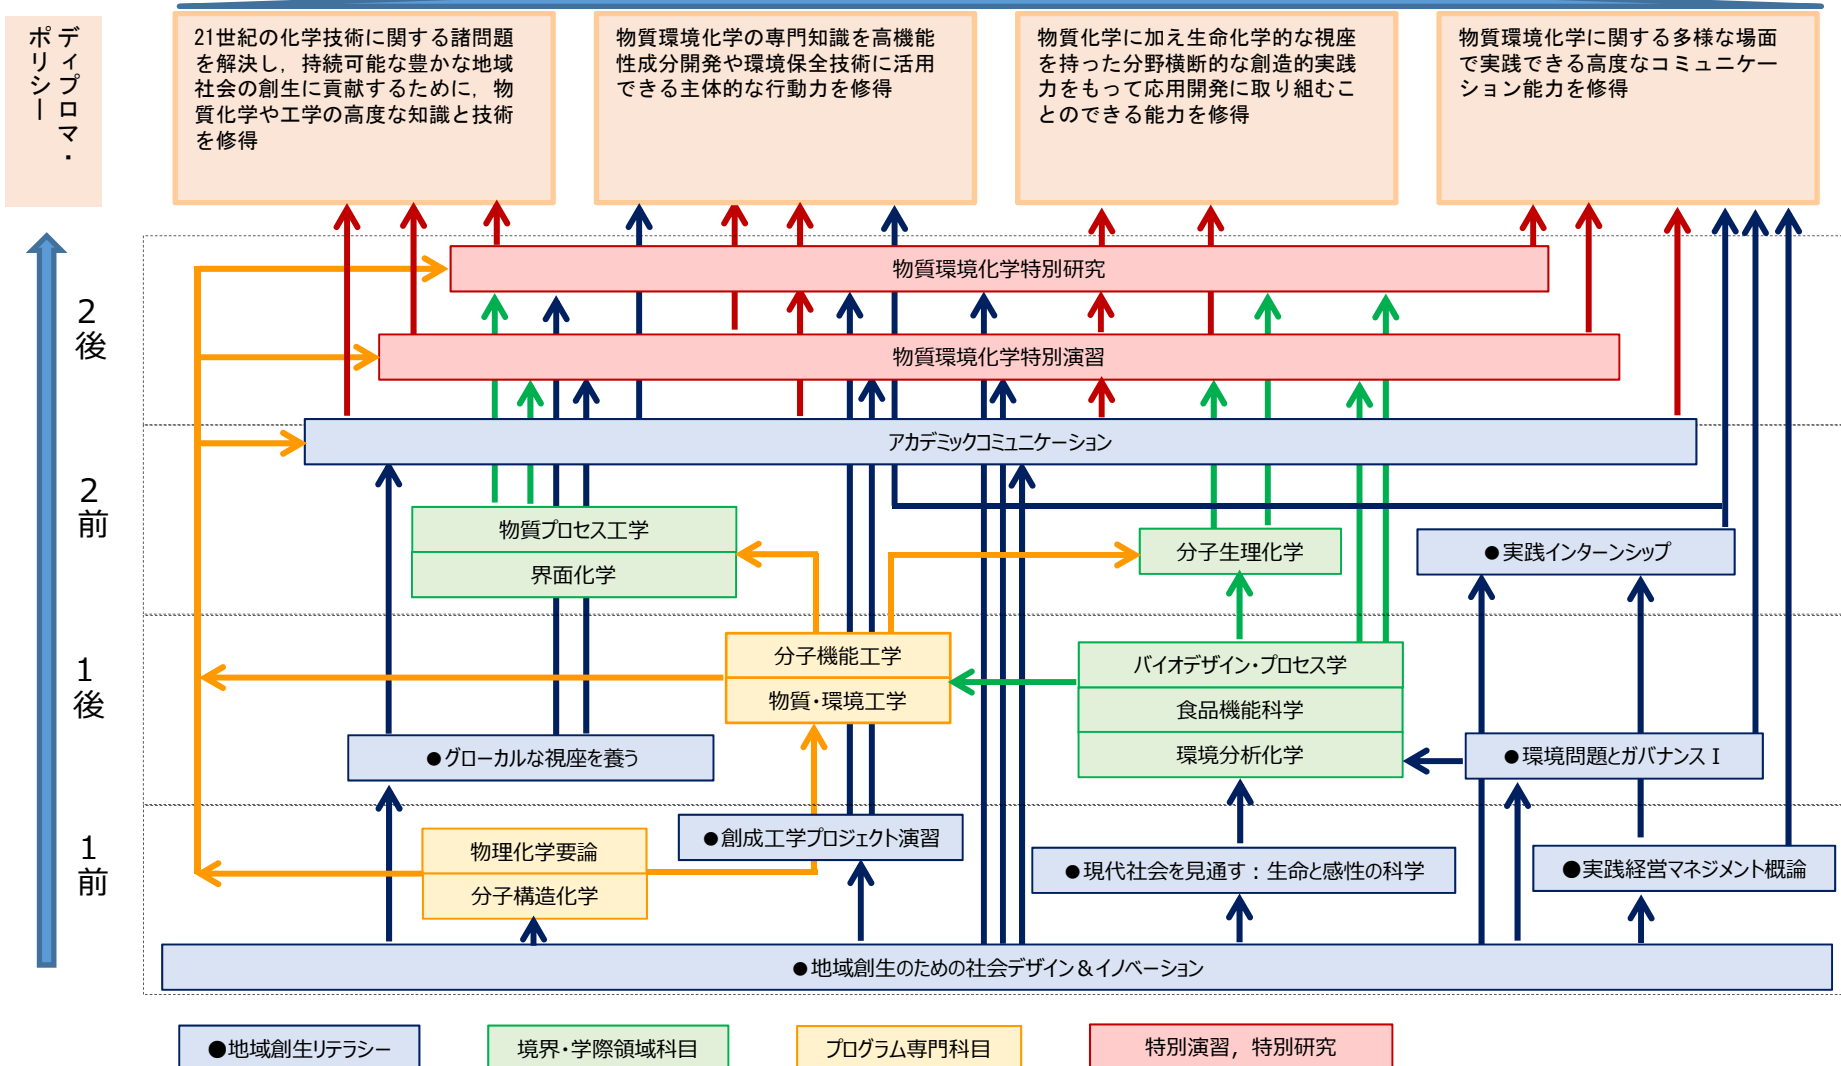 ディプロマ・
ポリシー
21世紀の化学技術に関する諸問題
を解決し，持続可能な豊かな地域
社会の創生に貢献するために，物
質化学や工学の高度な知識と技術
を修得
物質環境化学の専門知識を高機能
性成分開発や環境保全技術に活用
できる主体的な行動力を修得
物質化学に加え生命化学的な視座
を持った分野横断的な創造的実践
力をもって応用開発に取り組むこ
とのできる能力を修得
物質環境化学に関する多様な場面
で実践できる高度なコミュニケー
ション能力を修得
2後
物質環境化学特別研究
物質環境化学特別演習
アカデミックコミュニケーション
2前
物質プロセス工学
界面化学
分子生理化学
●実践インターンシップ
1後
分子機能工学
物質・環境工学
バイオデザイン・プロセス学
食品機能科学
環境分析化学
●グローカルな視座を養う
●環境問題とガバナンスⅠ
1前
物理化学要論
分子構造化学
●創成工学プロジェクト演習
●現代社会を見通す：生命と感性の科学
●実践経営マネジメント概論
●地域創生のための社会デザイン＆イノベーション
●地域創生リテラシー
境界・学際領域科目
プログラム専門科目
特別演習，特別研究